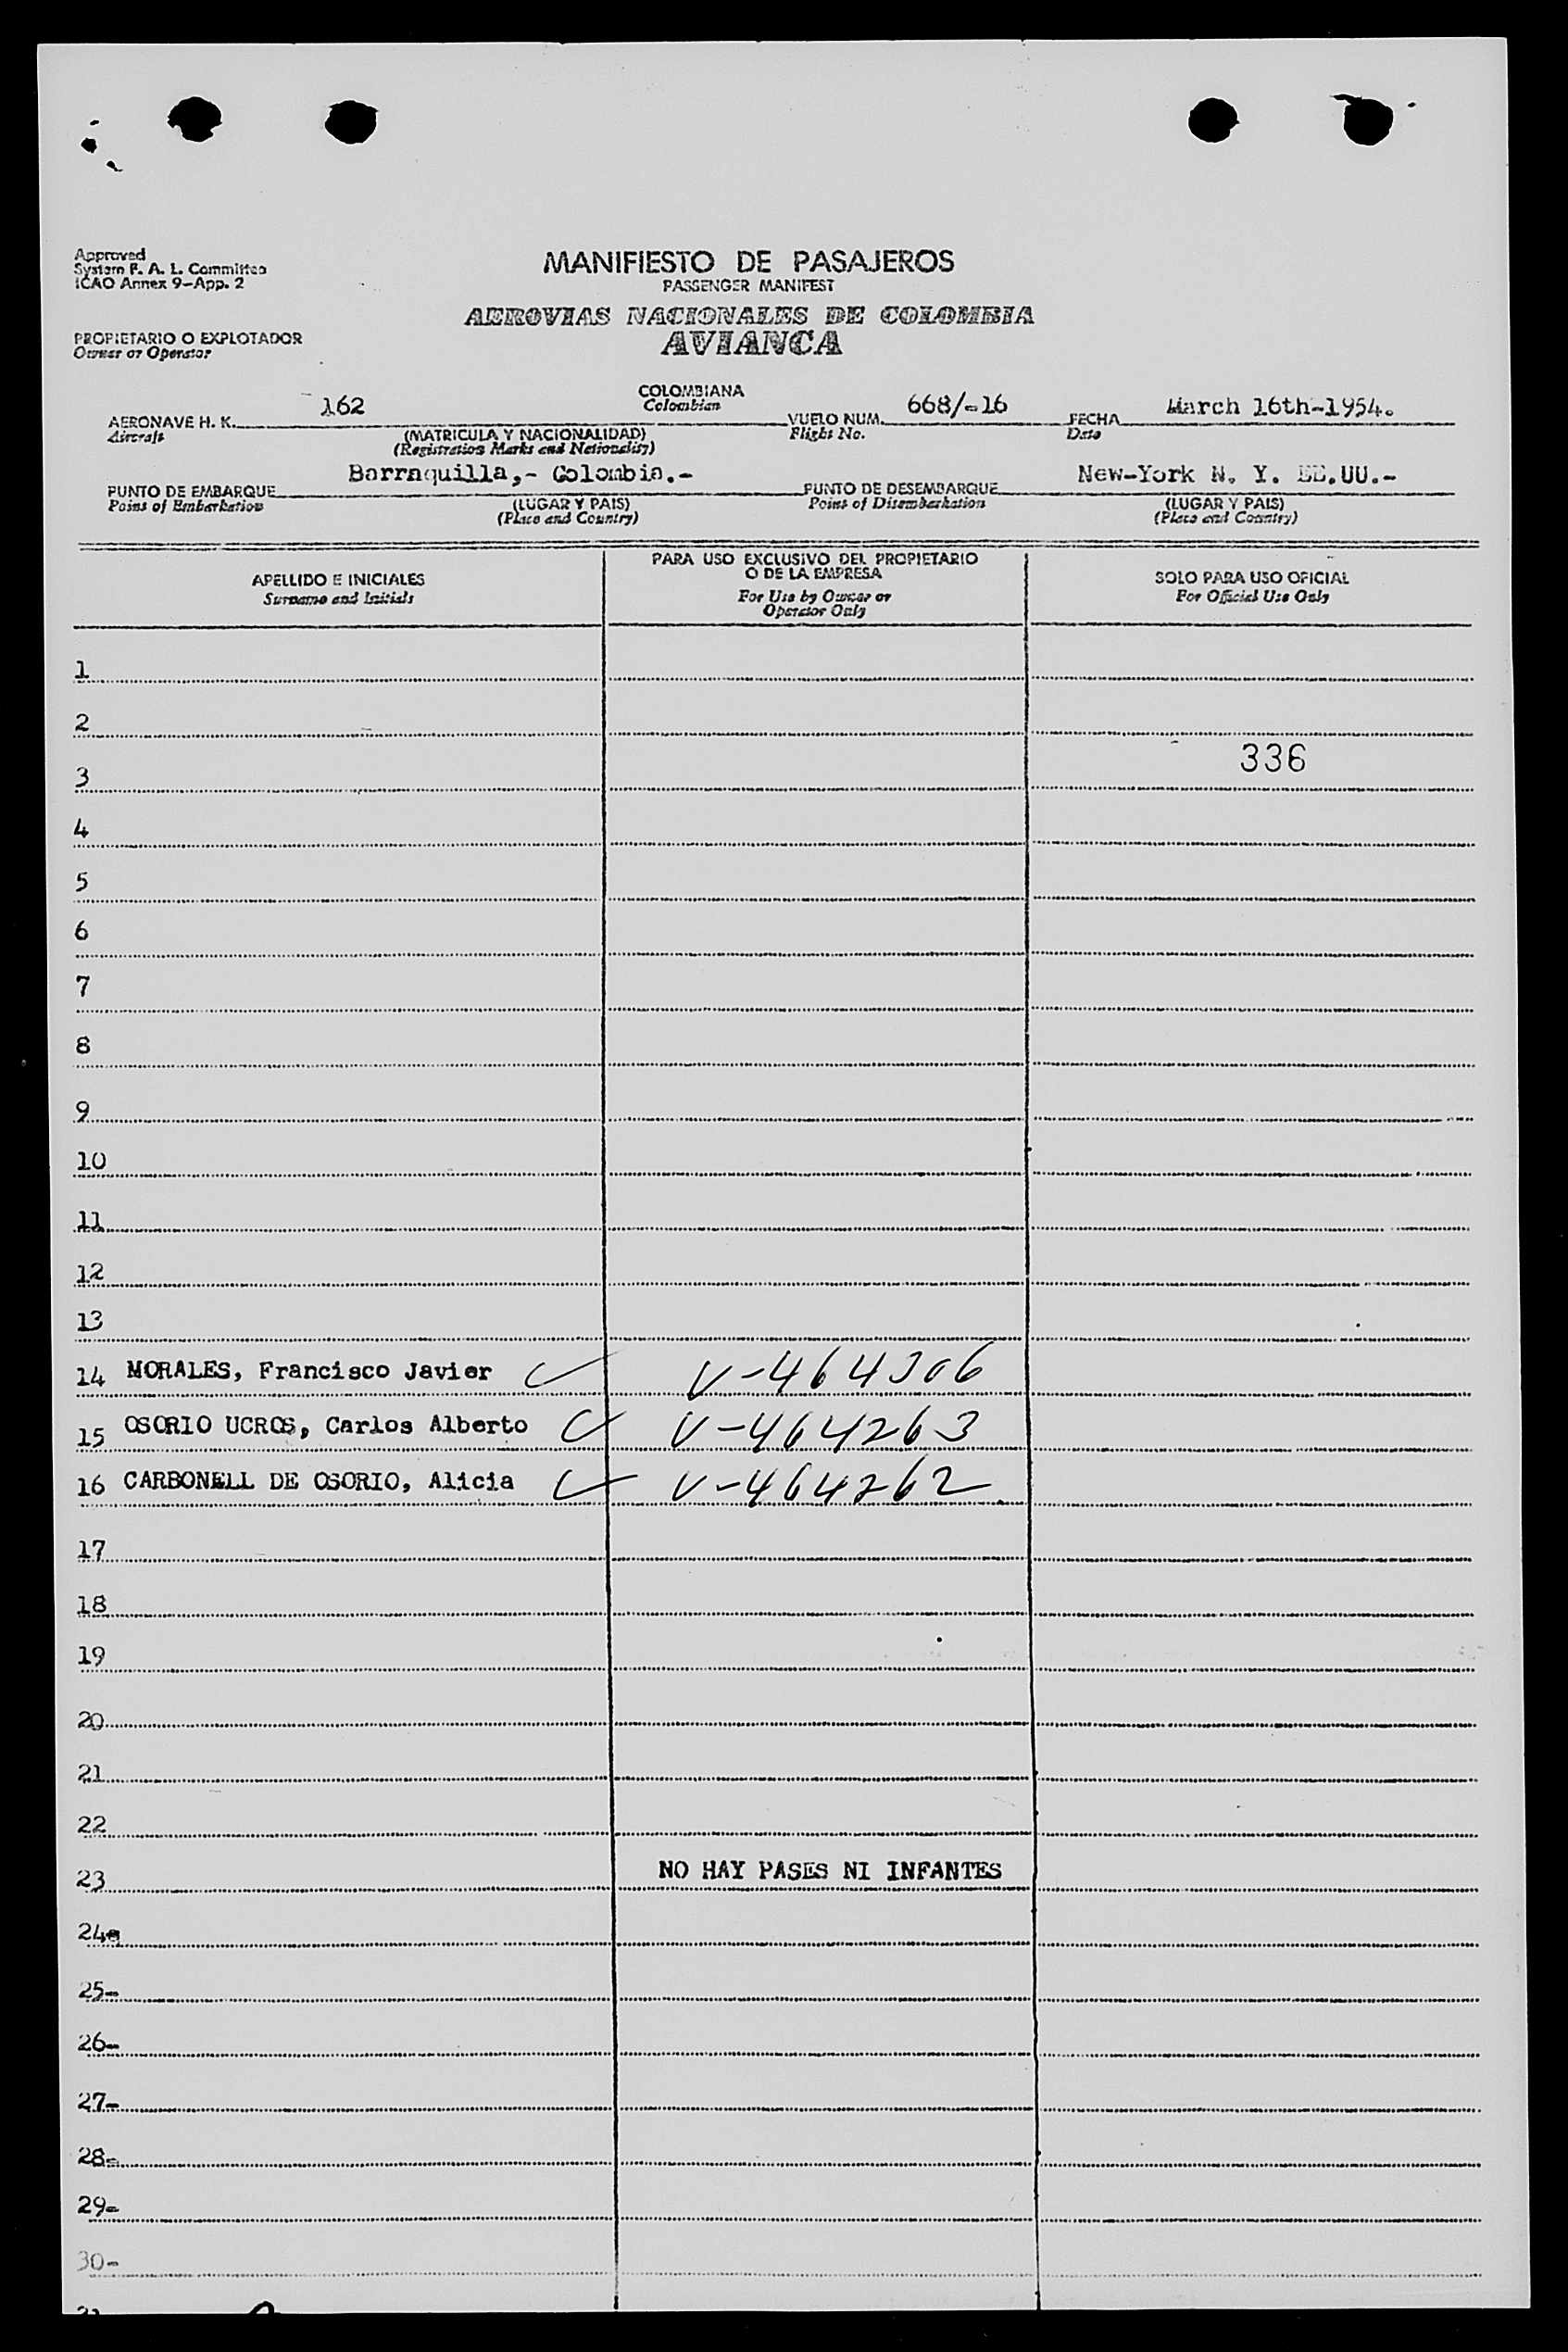 Approved
System F. A. L. Committee
ICAO Annex 9-App. 2
MANIFIESTO DE PASAJEROS
PASSENGER MANIFEST
AEROVIAS NACIONALES DE COLOMBIA
AVIANCA
PROPIETARIO O EXPLOTADOR
Owner or Operator
AERONAVE H. K. 162 COLOMBIANA VUELO NUM. 668/-16 FECHA March 16th-1954.
Aircraft Colombian Flight No. Date
(MATRICULA Y NACIONALIDAD)
(Registration Marks and Nationality)
PUNTO DE EMBARQUE Barranquilla,- Colombia.- PUNTO DE DESEMBARQUE New-York N. Y. EE.UU.-
Point of Embarkation (LUGAR Y PAIS) Point of Disembarkation (LUGAR Y PAIS)
(Place and Country) (Place and Country)
APELLIDO E INICIALES
Surname and Initials
PARA USO EXCLUSIVO DEL PROPIETARIO
O DE LA EMPRESA
For Use by Owner or
Operator Only
SOLO PARA USO OFICIAL
For Official Use Only
1
2
3 336
4
5
6
7
8
9
10
11
12
13
14 MORALES, Francisco Javier V-464306
15 OSORIO UCROS, Carlos Alberto V-464263
16 CARBONELL DE OSORIO, Alicia V-464262
17
18
19
20
21
22
23 NO HAY PASES NI INFANTES
24-
25-
26-
27-
28-
29-
30-